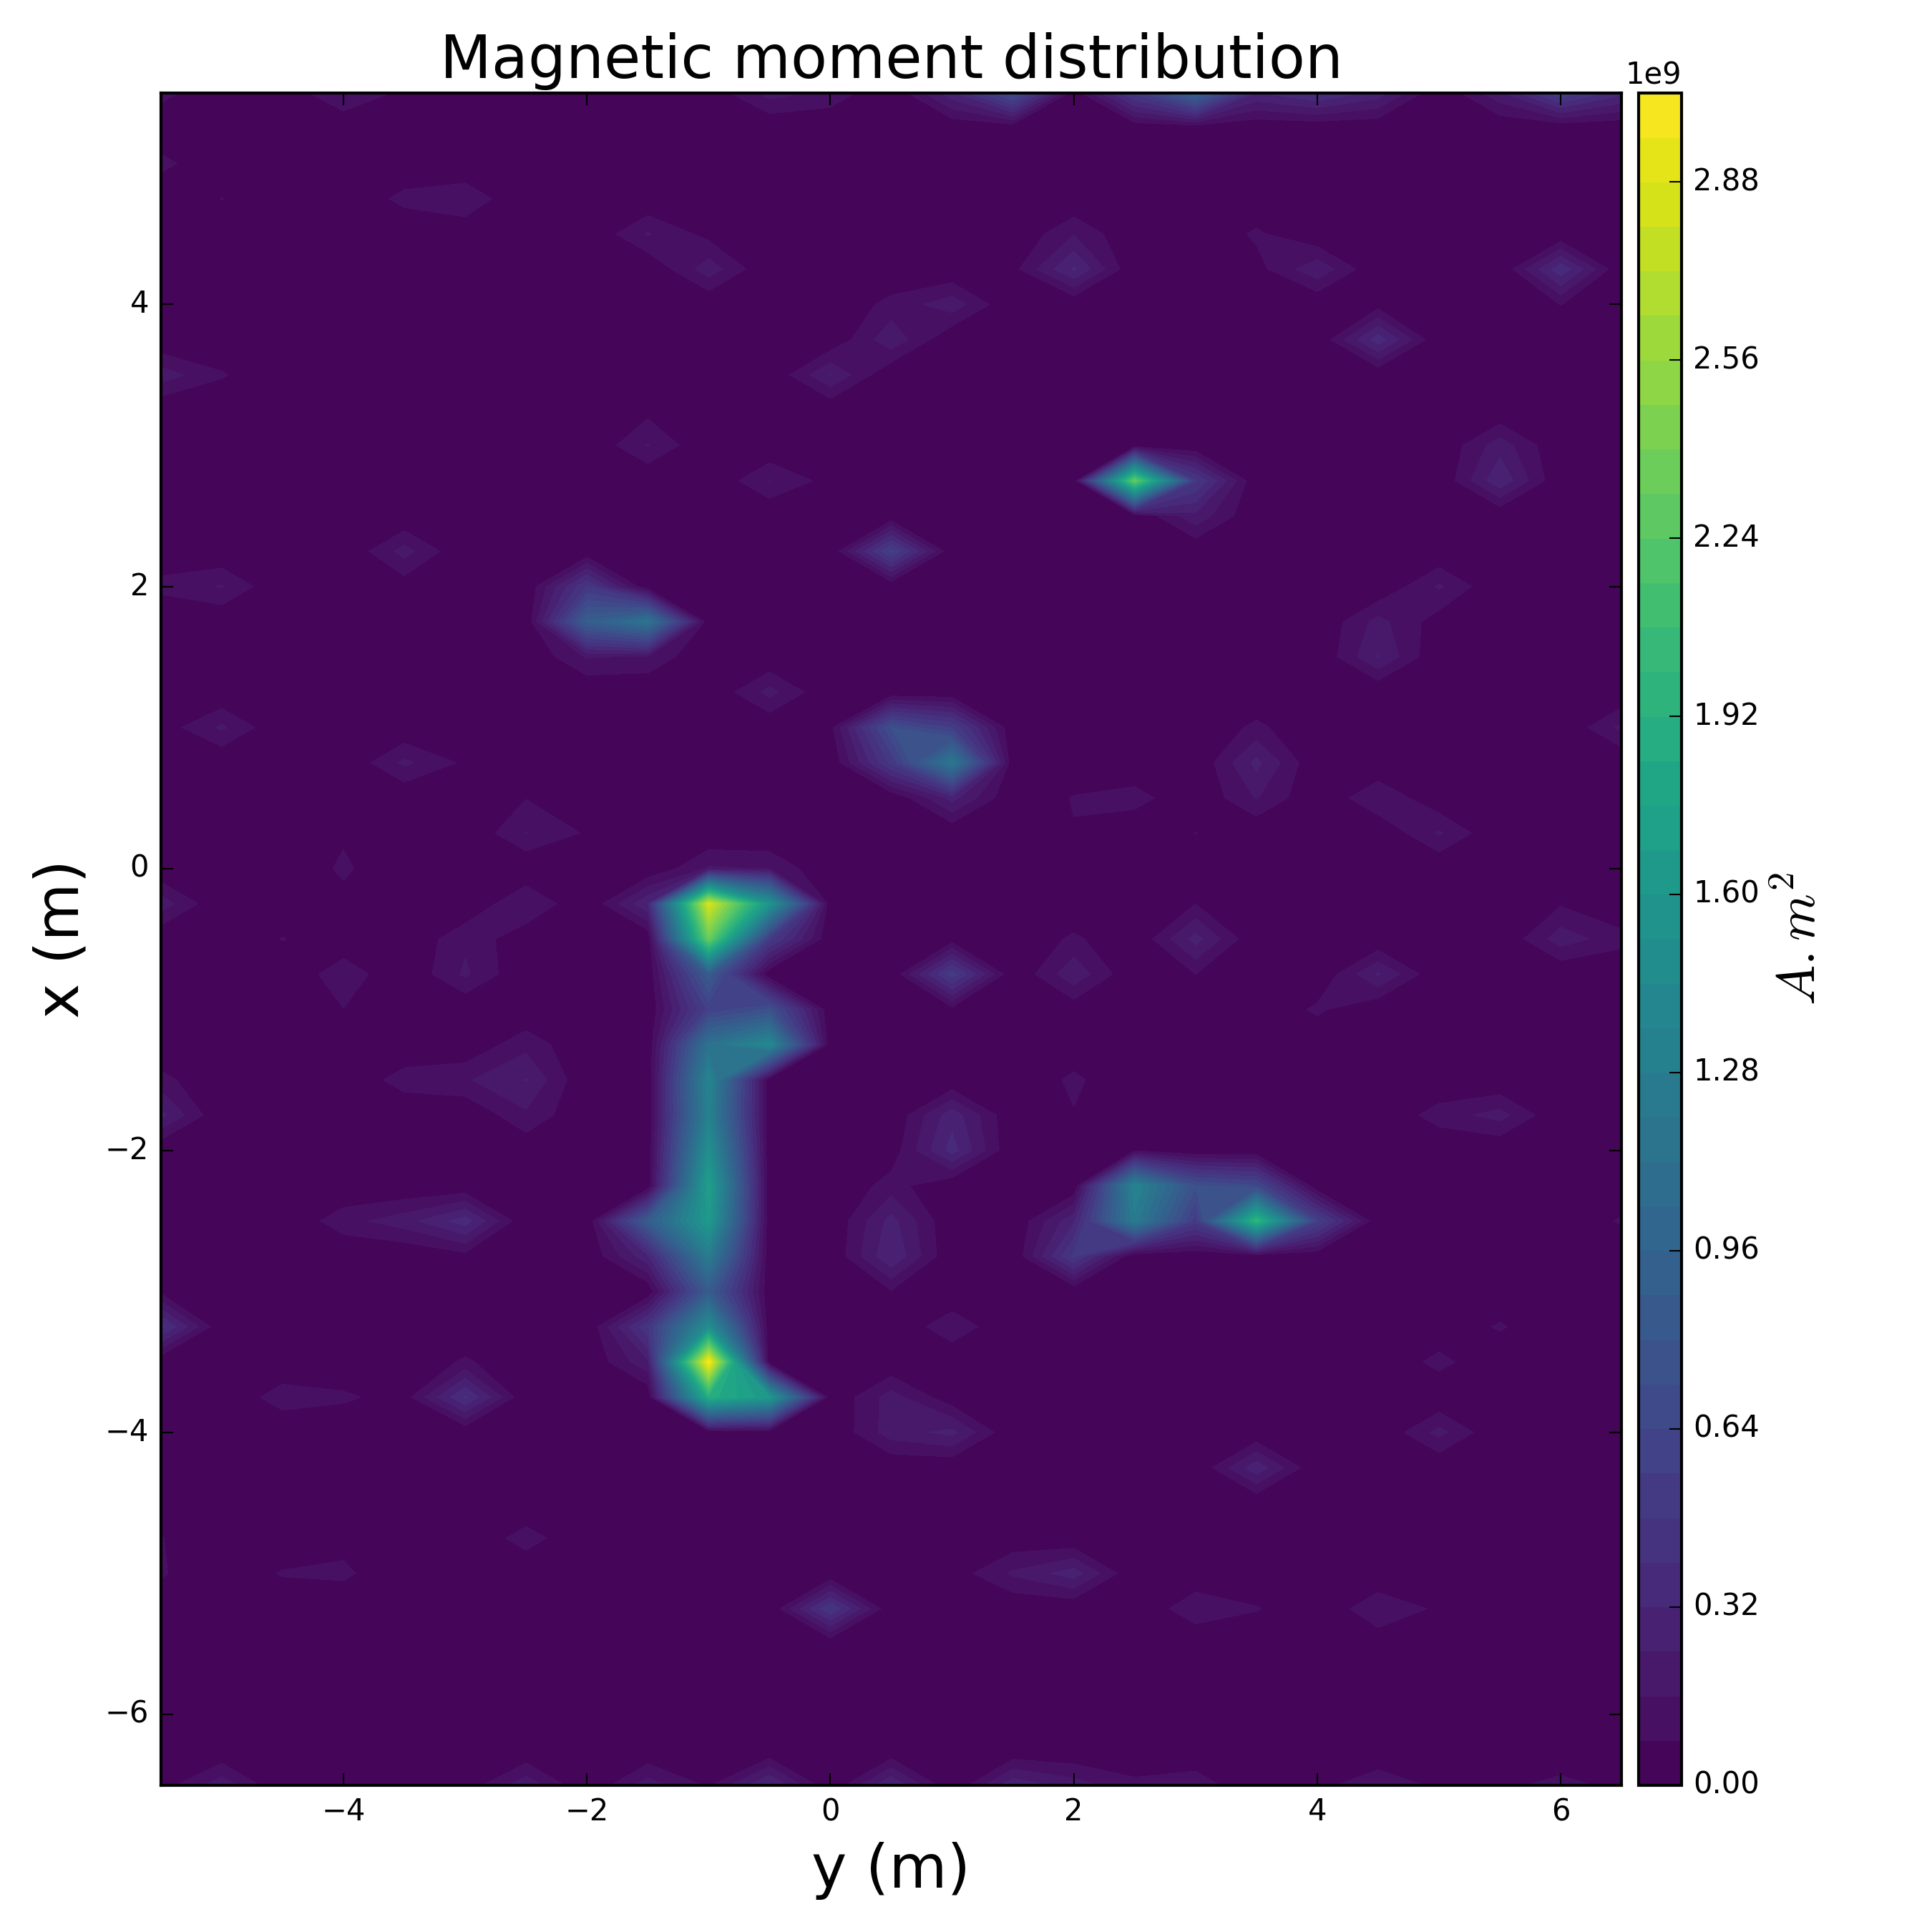 Magnetic moment distribution
1e9
2.88
2.56
2.24
1.92
1.60
1.28
0.96
0.64
0.32
0.00
A.m²
4
2
0
−2
−4
−6
x (m)
−4 −2 0 2 4 6
y (m)